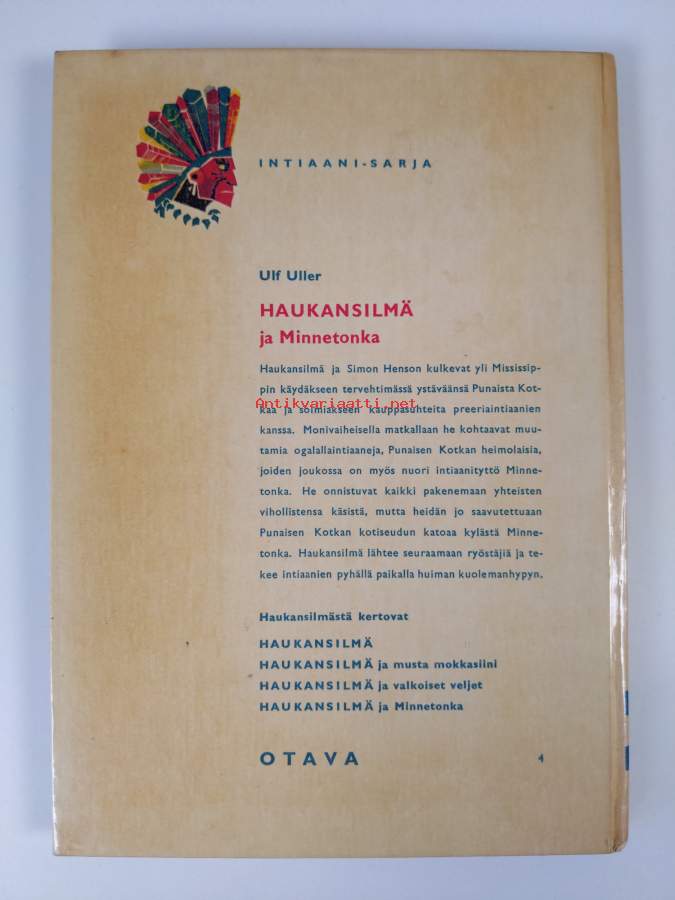 INTIAANI-SARJA
Ulf Uller
HAUKANSILMÄ
ja Minnetonka
Haukansilmä ja Simon Henson kulkevat yli Mississip-
pin käydäkseen tervehtimässä ystäväänsä Punaista Kot-
kaa ja solmiakseen kauppasuhteita preeriaintiaanien
Antikvariaatti.net
kanssa. Monivaiheisella matkallaan he kohtaavat muu-
tamia ogalallaintiaaneja, Punaisen Kotkan heimolaisia,
joiden joukossa on myös nuori intiaanityttö Minne-
tonka. He onnistuvat kaikki pakenemaan yhteisten
vihollistensa käsistä, mutta heidän jo saavutettuaan
Punaisen Kotkan kotiseudun katoaa kylästä Minne-
tonka. Haukansilmä lähtee seuraamaan ryöstäjiä ja te-
kee intiaanien pyhällä paikalla huiman kuolemanhypyn.
Haukansilmästä kertovat
HAUKANSILMÄ
HAUKANSILMÄ ja musta mokkasiini
HAUKANSILMÄ ja valkoiset veljet
HAUKANSILMÄ ja Minnetonka
OTAVA 4